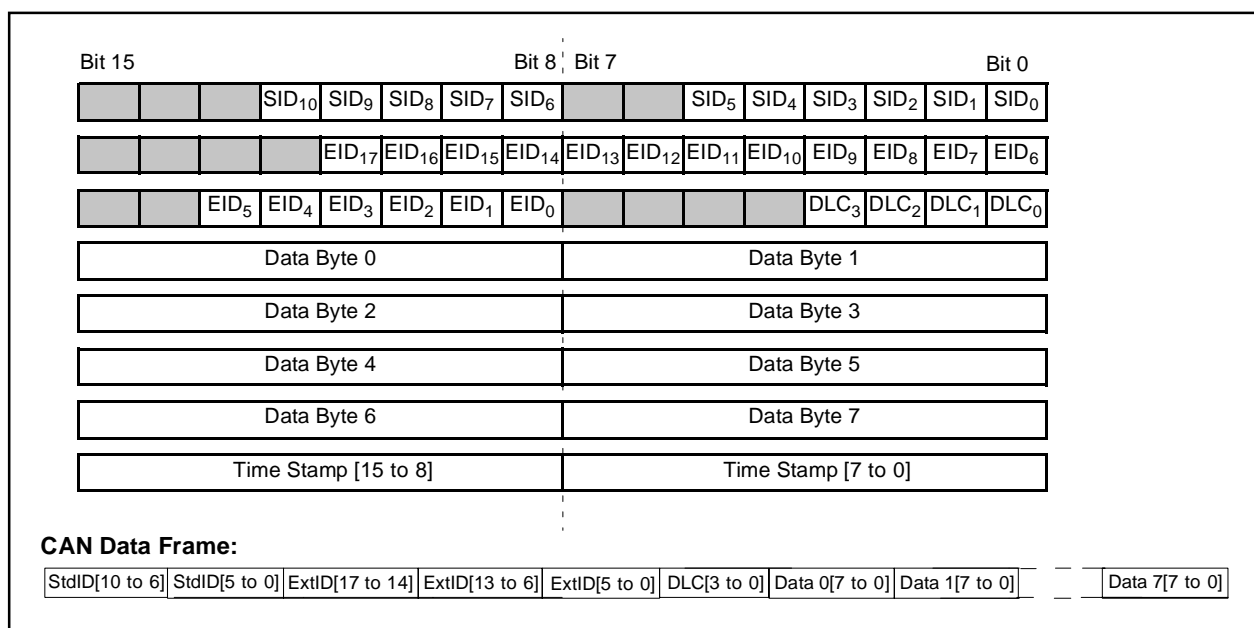 Bit 15 Bit 8 Bit 7 Bit 0
SID10 SID9 SID8 SID7 SID6 SID5 SID4 SID3 SID2 SID1 SID0
EID17 EID16 EID15 EID14 EID13 EID12 EID11 EID10 EID9 EID8 EID7 EID6
EID5 EID4 EID3 EID2 EID1 EID0 DLC3 DLC2 DLC1 DLC0
Data Byte 0 Data Byte 1
Data Byte 2 Data Byte 3
Data Byte 4 Data Byte 5
Data Byte 6 Data Byte 7
Time Stamp [15 to 8] Time Stamp [7 to 0]
CAN Data Frame:
StdID[10 to 6] StdID[5 to 0] ExtID[17 to 14] ExtID[13 to 6] ExtID[5 to 0] DLC[3 to 0] Data 0[7 to 0] Data 1[7 to 0] Data 7[7 to 0]